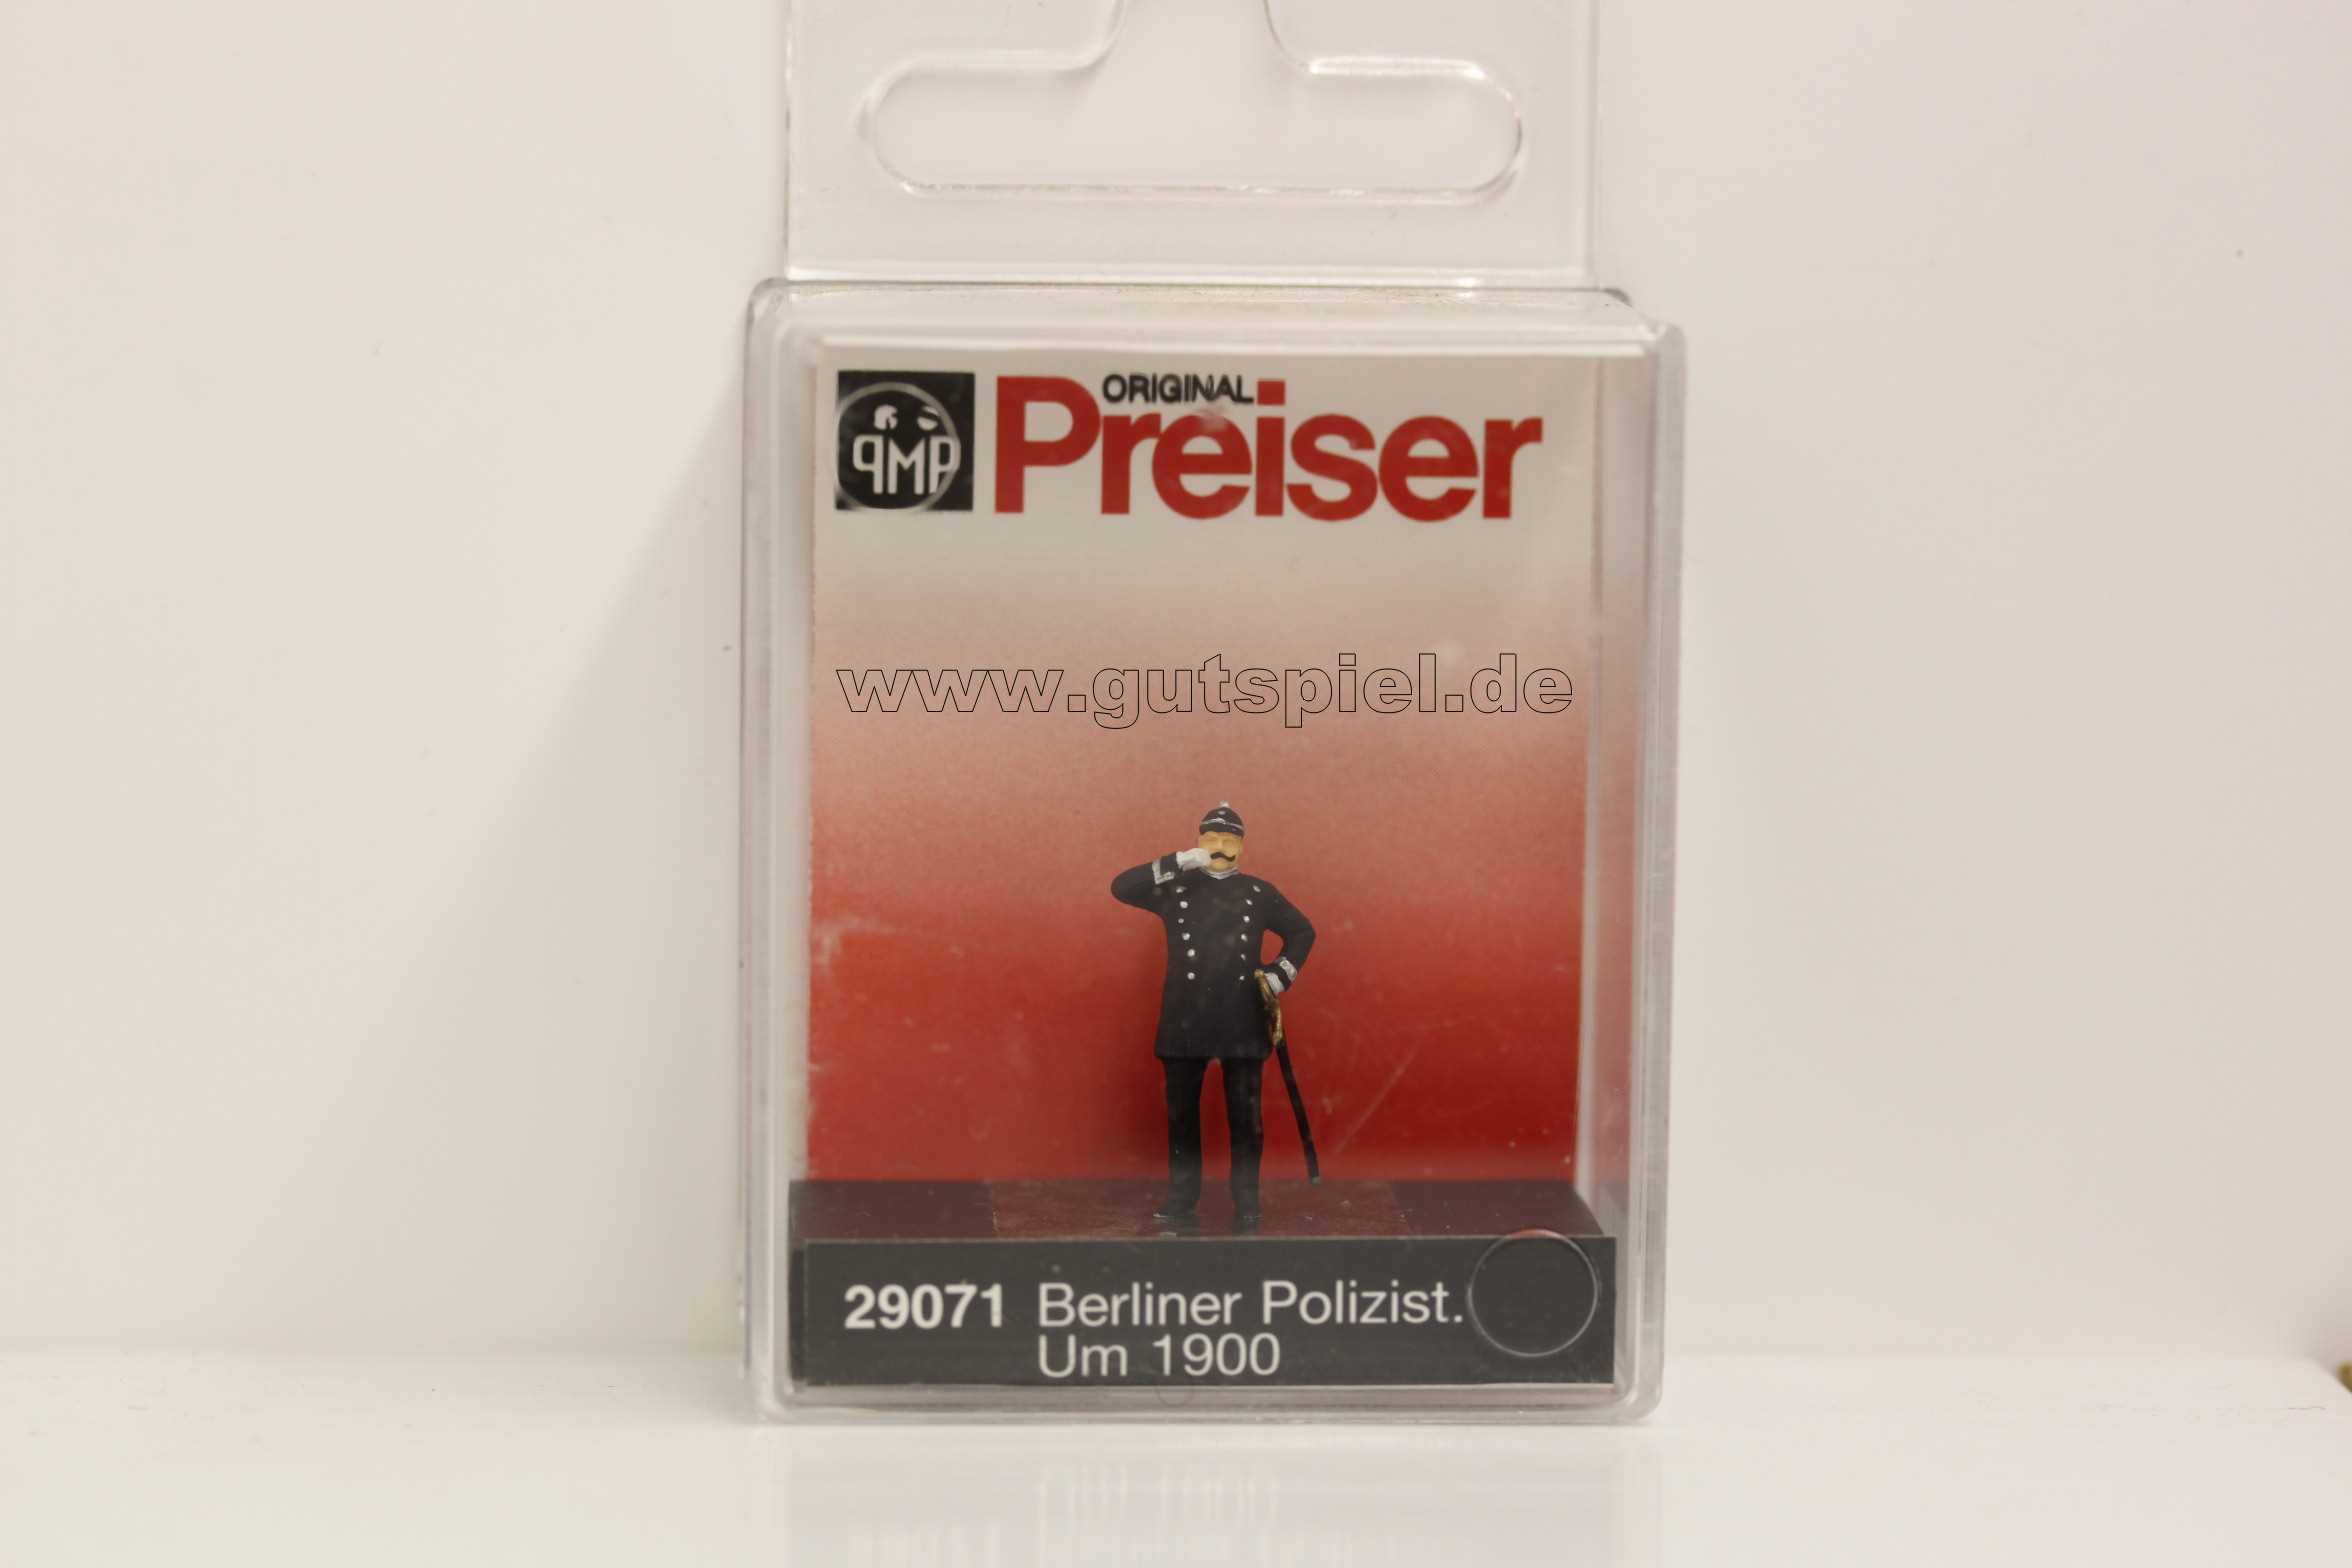 PMP
ORIGINAL
Preiser
www.gutspiel.de
29071 Berliner Polizist.
Um 1900